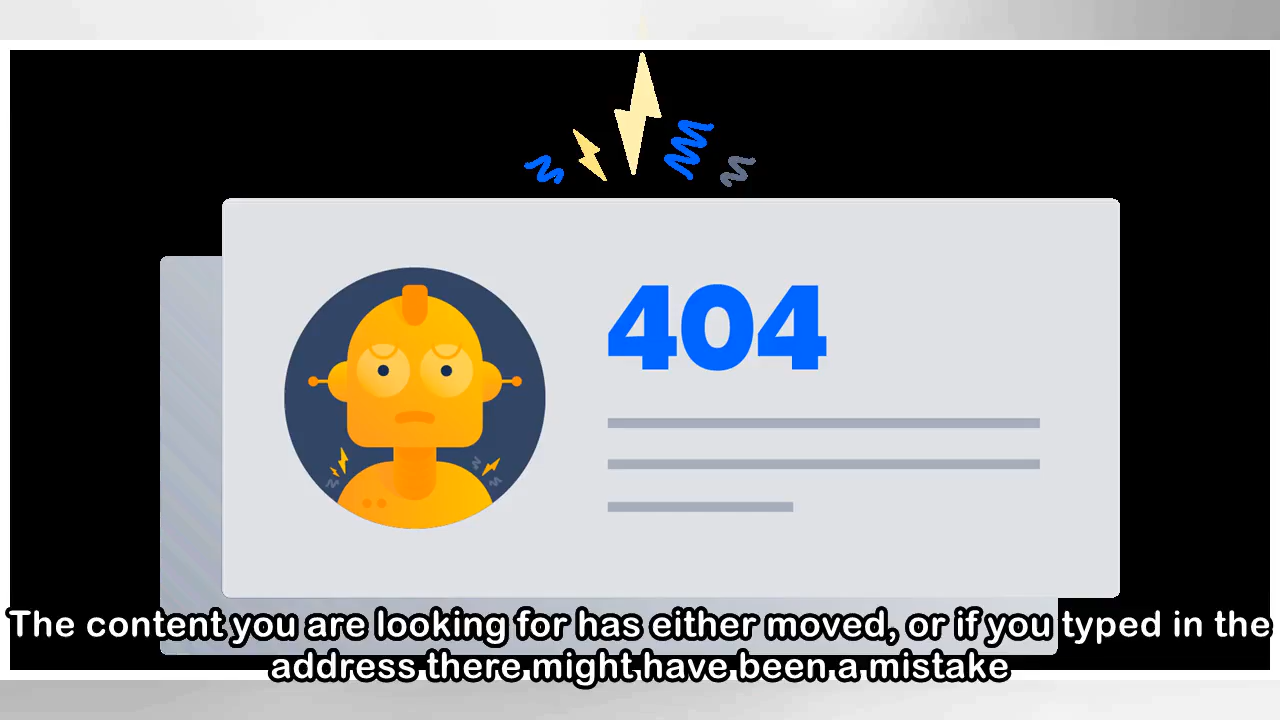 404
The content you are looking for has either moved, or if you typed in the
address there might have been a mistake